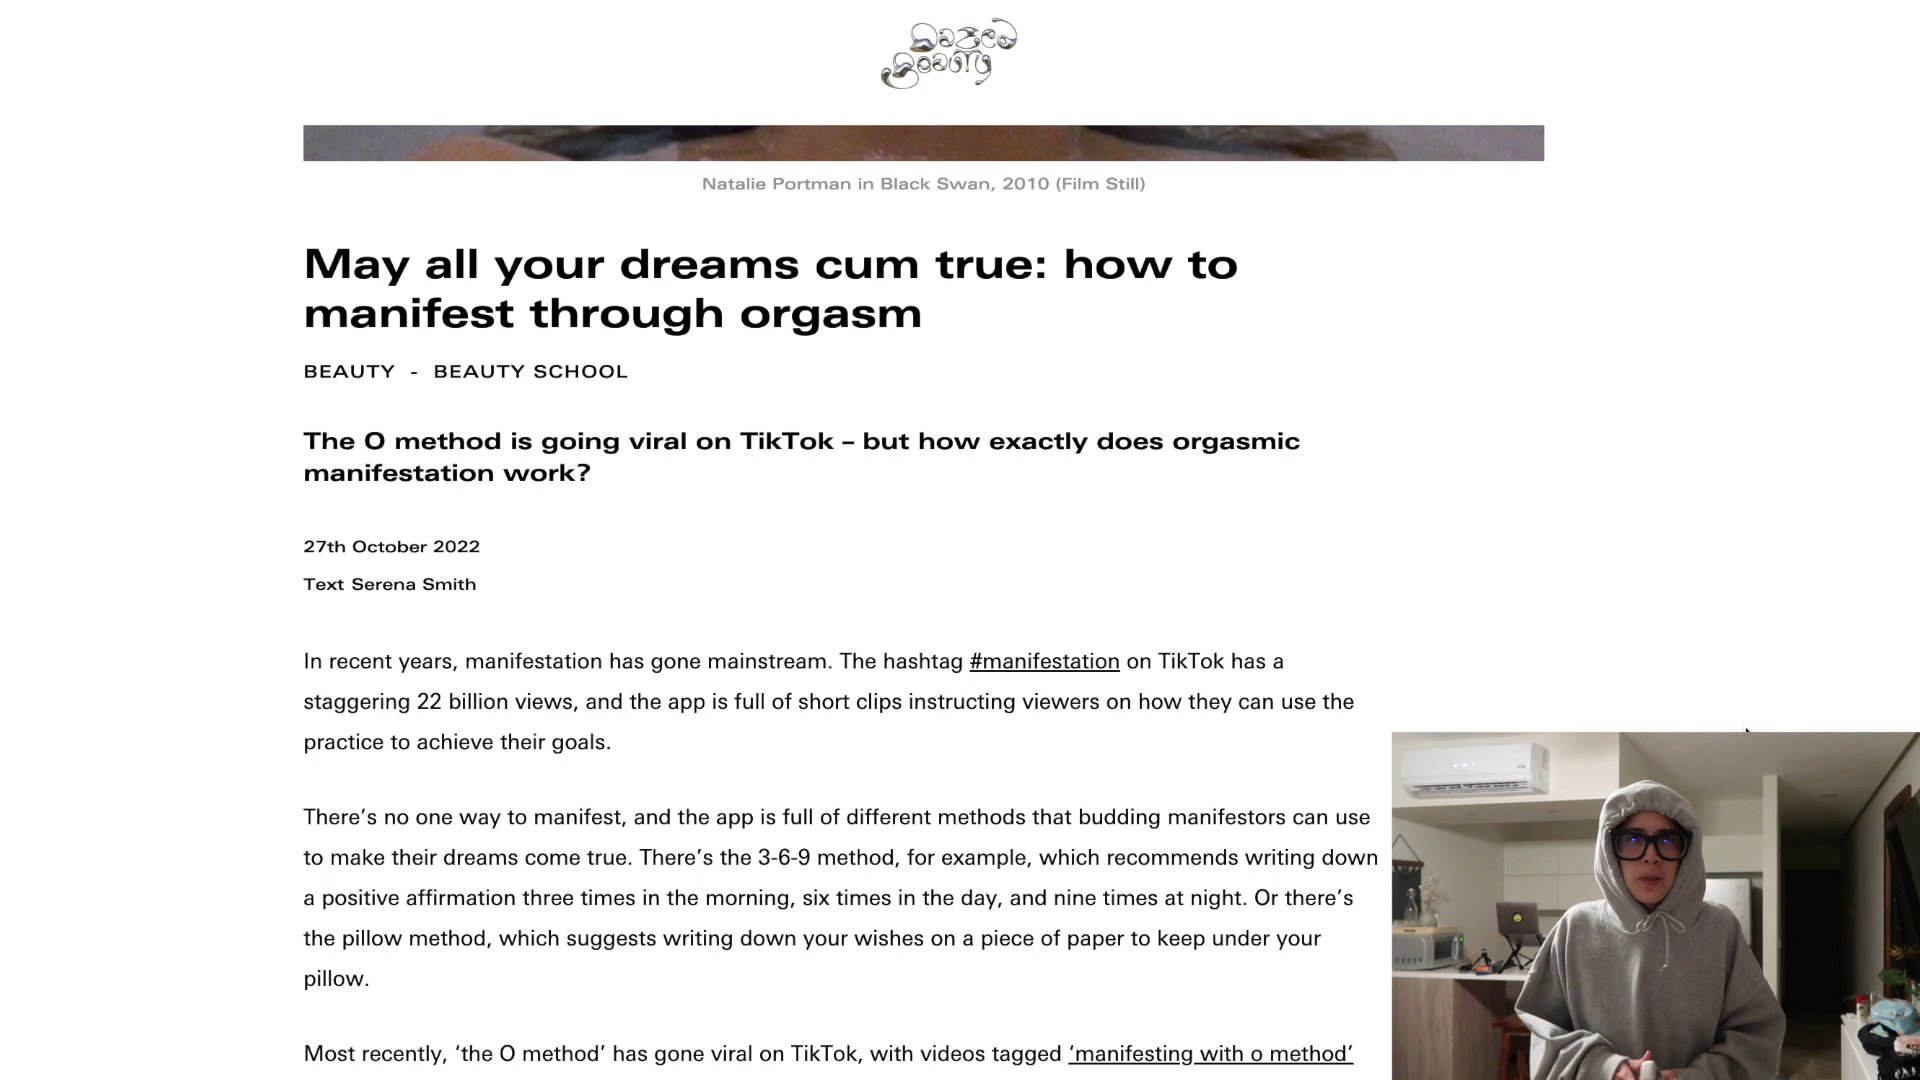 Dazed
Beauty
Natalie Portman in Black Swan, 2010 (Film Still)
May all your dreams cum true: how to
manifest through orgasm
BEAUTY - BEAUTY SCHOOL
The O method is going viral on TikTok – but how exactly does orgasmic
manifestation work?
27th October 2022
Text Serena Smith
In recent years, manifestation has gone mainstream. The hashtag #manifestation on TikTok has a
staggering 22 billion views, and the app is full of short clips instructing viewers on how they can use the
practice to achieve their goals.
There’s no one way to manifest, and the app is full of different methods that budding manifestors can use
to make their dreams come true. There’s the 3-6-9 method, for example, which recommends writing down
a positive affirmation three times in the morning, six times in the day, and nine times at night. Or there’s
the pillow method, which suggests writing down your wishes on a piece of paper to keep under your
pillow.
Most recently, ‘the O method’ has gone viral on TikTok, with videos tagged ‘manifesting with o method’